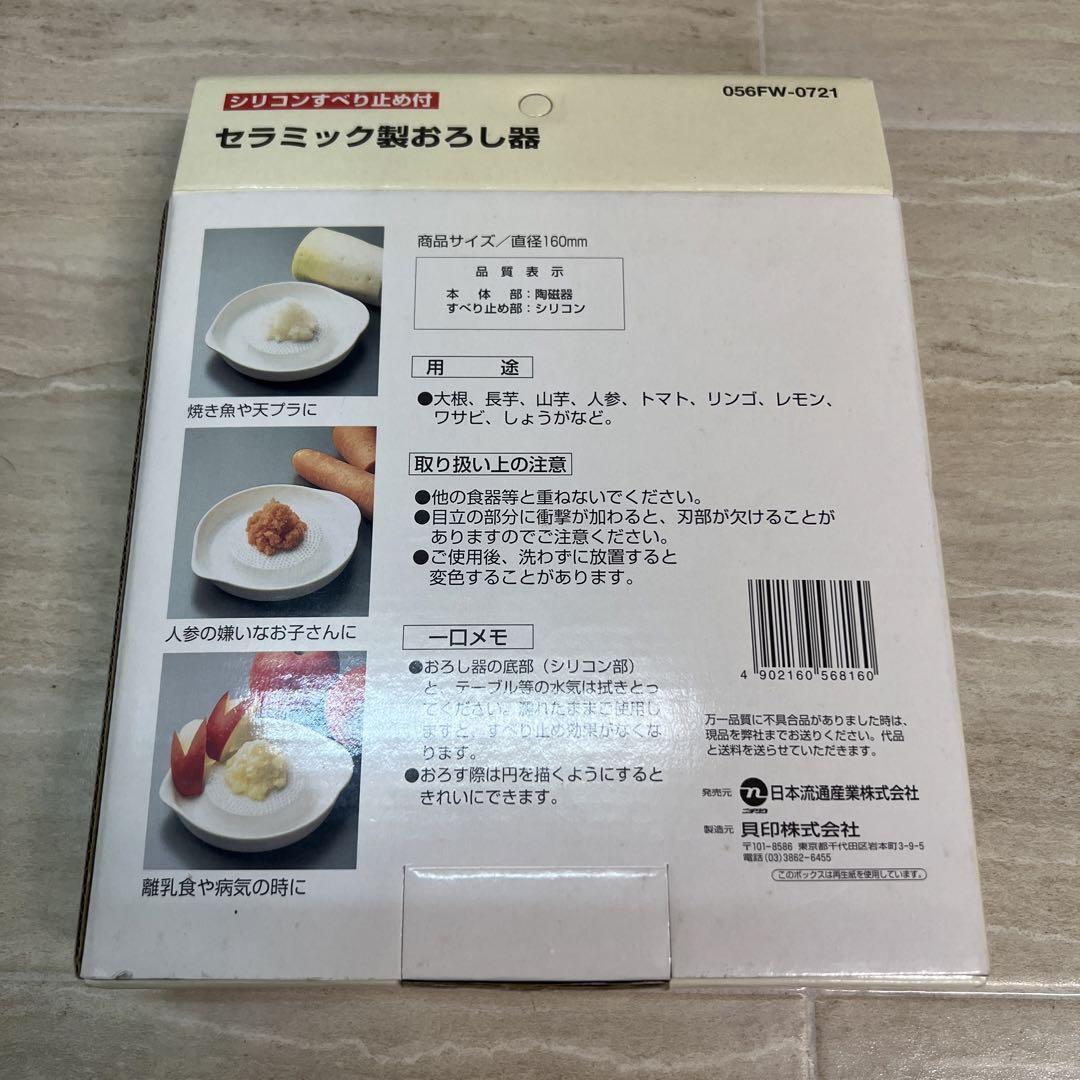 シリコンすべり止め付
056FW-0721
セラミック製おろし器
商品サイズ／直径160mm
品質表示
本体部：陶磁器
すべり止め部：シリコン
焼き魚や天プラに
用途
●大根、長芋、山芋、人参、トマト、リンゴ、レモン、
ワサビ、しょうがなど。
取り扱い上の注意
●他の食器等と重ねないでください。
●目立の部分に衝撃が加わると、刃部が欠けることが
ありますのでご注意ください。
●ご使用後、洗わずに放置すると
変色することがあります。
人参の嫌いなお子さんに
一口メモ
●おろし器の底部（シリコン部）
と、テーブル等の水気は拭きとっ
てください。濡れたままご使用し
ますと、すべり止め効果がなくな
ります。
●おろす際は円を描くようにすると
きれいにできます。
離乳食や病気の時に
4 902160 568160
万一品質に不具合品がありました時は、
現品を弊社までお送りください。代品
と送料を送らせていただきます。
発売元 ニチリウ 日本流通産業株式会社
製造元 貝印株式会社
〒101-8586 東京都千代田区岩本町3-9-5
電話(03)3862-6455
このボックスは再生紙を使用しています。